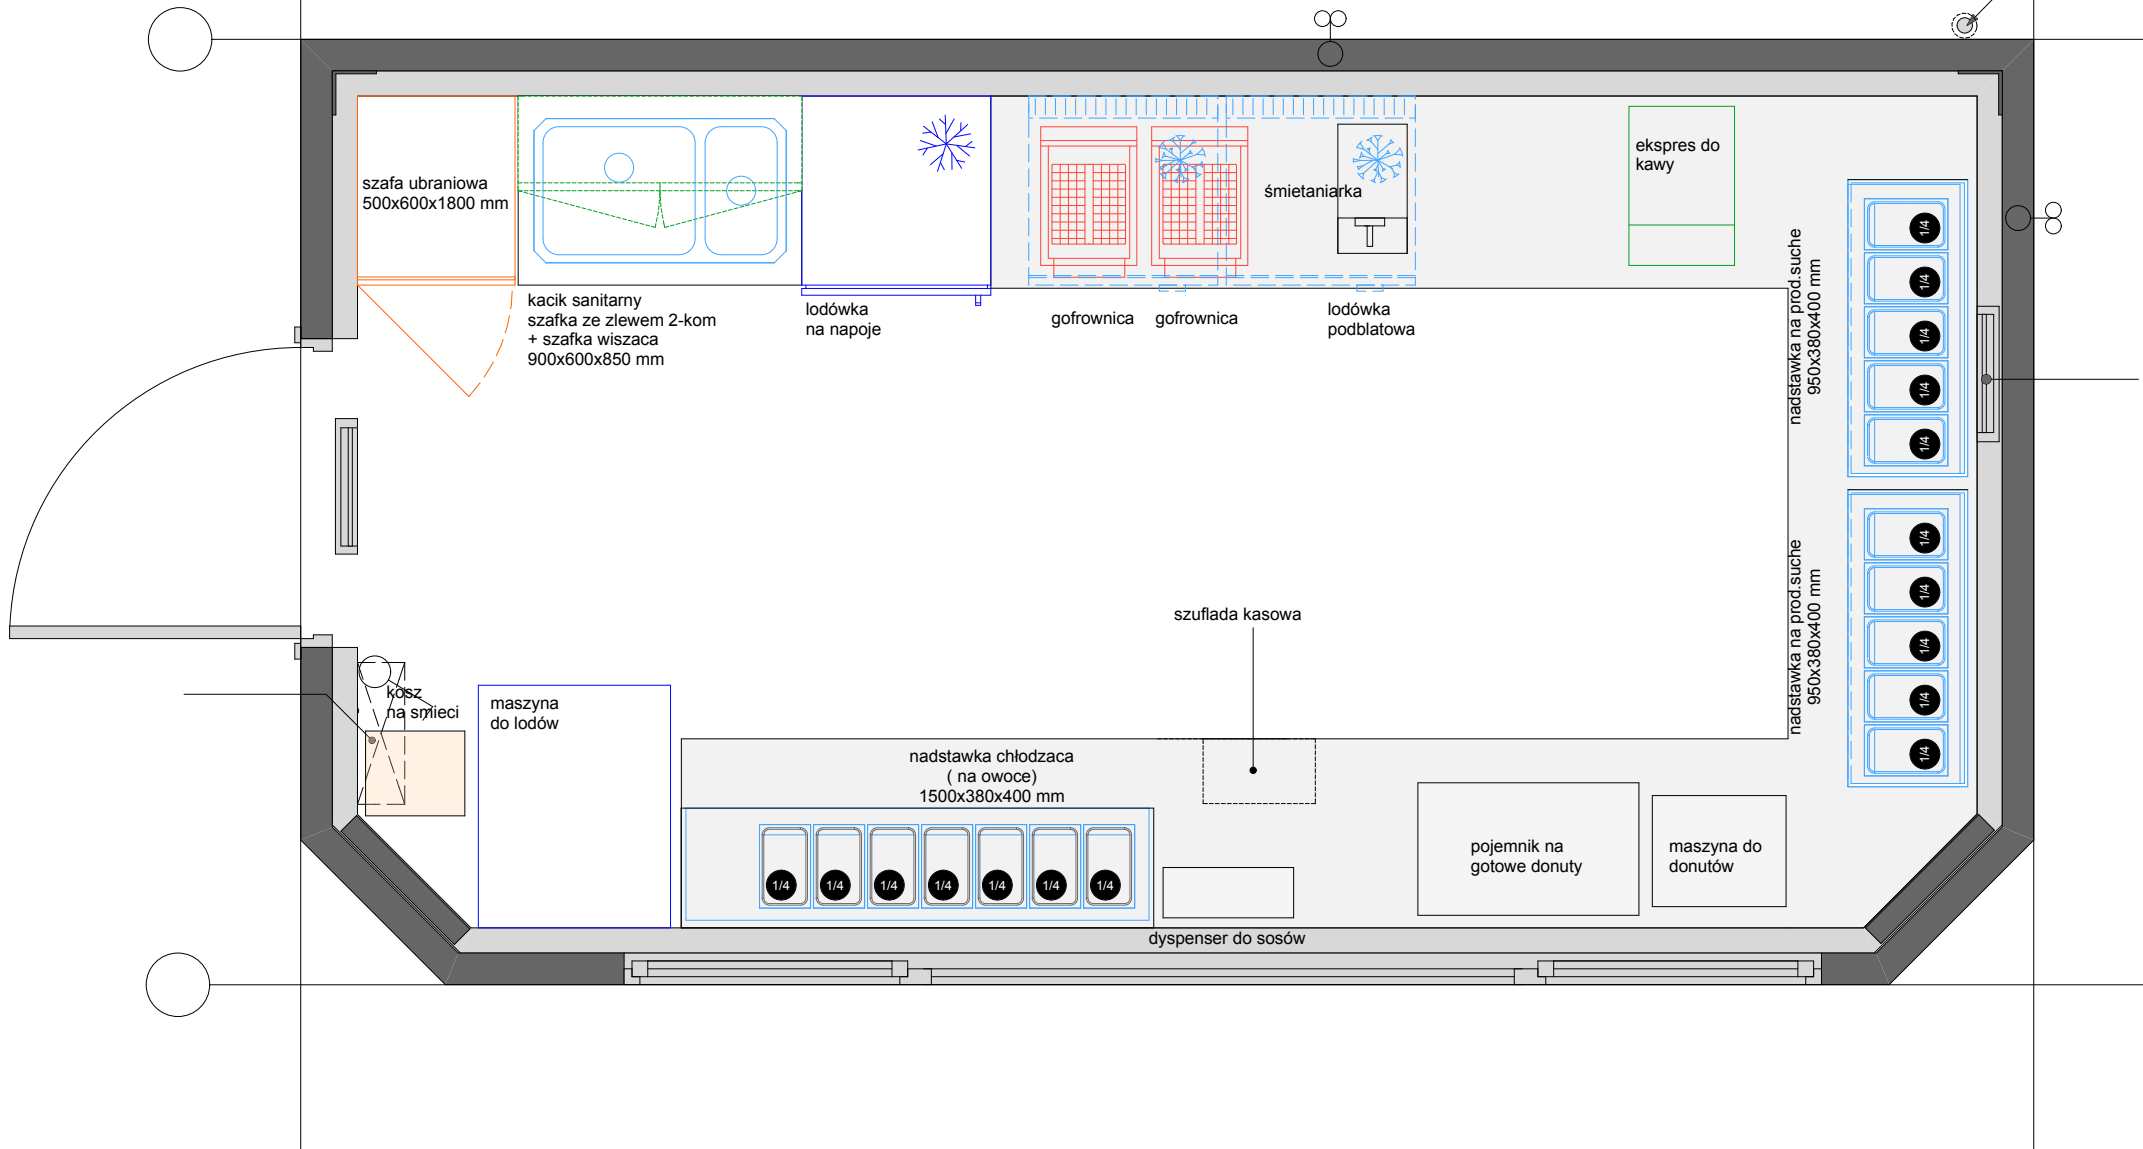 szafa ubraniowa
500x600x1800 mm
kacik sanitarny
szafka ze zlewem 2-kom
+ szafka wiszaca
900x600x850 mm
lodówka
na napoje
gofrownica
gofrownica
śmietaniarka
lodówka
podblatowa
ekspres do
kawy
nadstawka na prod.suche
950x380x400 mm
1/4
1/4
1/4
1/4
1/4
nadstawka na prod.suche
950x380x400 mm
1/4
1/4
1/4
1/4
1/4
szuflada kasowa
kosz
na smieci
maszyna
do lodów
nadstawka chłodzaca
( na owoce)
1500x380x400 mm
1/4 1/4 1/4 1/4 1/4 1/4 1/4
dyspenser do sosów
pojemnik na
gotowe donuty
maszyna do
donutów